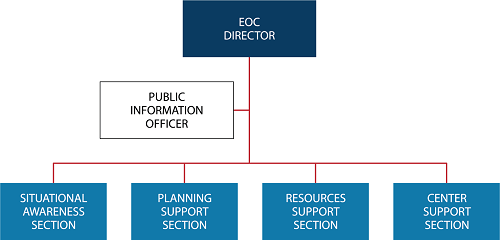 EOC
DIRECTOR
PUBLIC
INFORMATION
OFFICER
SITUATIONAL
AWARENESS
SECTION
PLANNING
SUPPORT
SECTION
RESOURCES
SUPPORT
SECTION
CENTER
SUPPORT
SECTION